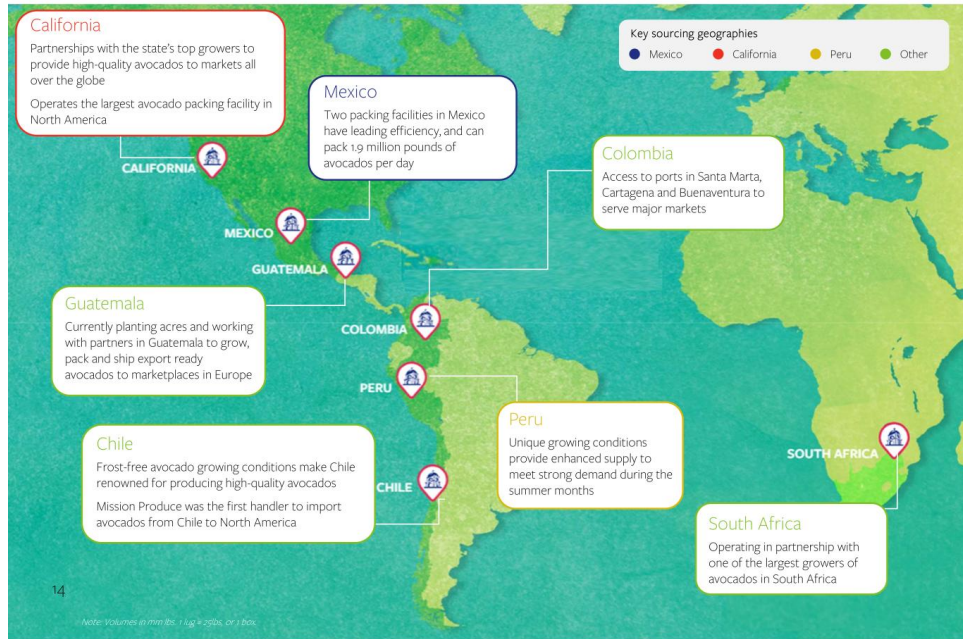 California
Partnerships with the state's top growers to
provide high-quality avocados to markets all
over the globe
Operates the largest avocado packing facility in
North America
Key sourcing geographies
Mexico
California
Peru
Other
Mexico
Two packing facilities in Mexico
have leading efficiency, and can
pack 1.9 million pounds of
avocados per day
Colombia
Access to ports in Santa Marta,
Cartagena and Buenaventura to
serve major markets
CALIFORNIA
MEXICO
GUATEMALA
Guatemala
Currently planting acres and working
with partners in Guatemala to grow,
pack and ship export ready
avocados to marketplaces in Europe
COLOMBIA
PERU
Peru
Unique growing conditions
provide enhanced supply to
meet strong demand during the
summer months
Chile
Frost-free avocado growing conditions make Chile
renowned for producing high-quality avocados
Mission Produce was the first handler to import
avocados from Chile to North America
CHILE
SOUTH AFRICA
South Africa
Operating in partnership with
one of the largest growers of
avocados in South Africa
14
Note: Volumes in mm lbs. 1 lug = 25lbs. or 1 box.